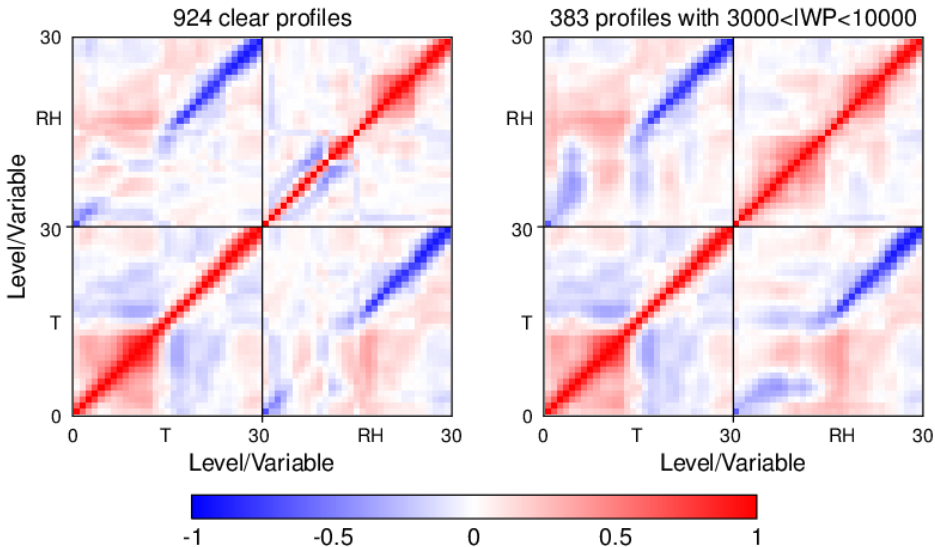 924 clear profiles
383 profiles with 3000<IWP<10000
30
RH
30
T
0
Level/Variable
0
T
30
RH
30
Level/Variable
30
RH
30
T
0
0
T
30
RH
30
Level/Variable
-1
-0.5
0
0.5
1